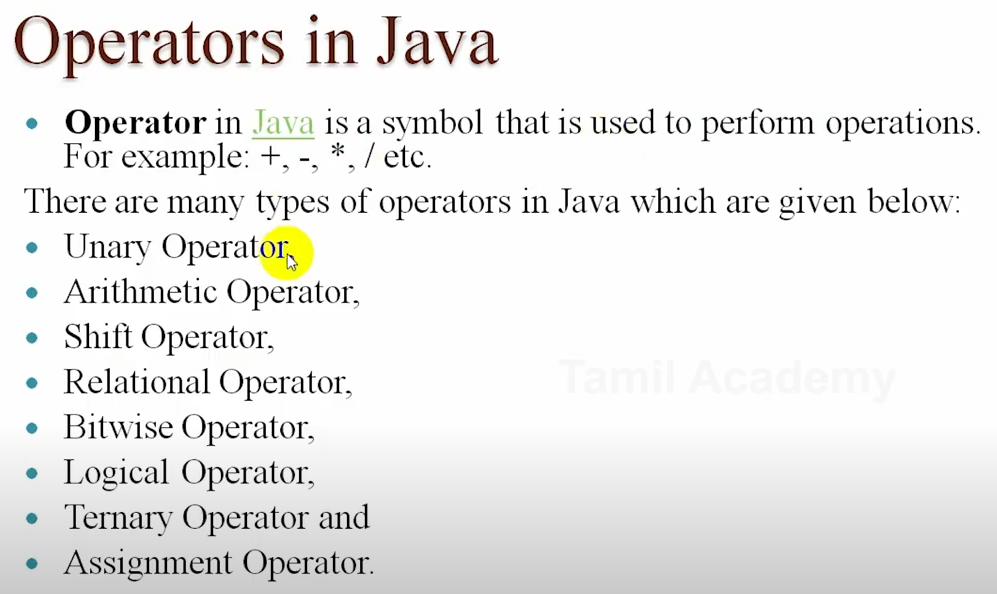 Operators in Java
• Operator in Java is a symbol that is used to perform operations.
For example: +, -, *, / etc.
There are many types of operators in Java which are given below:
• Unary Operator,
• Arithmetic Operator,
• Shift Operator,
• Relational Operator,
Tamil Academy
• Bitwise Operator,
• Logical Operator,
• Ternary Operator and
• Assignment Operator.